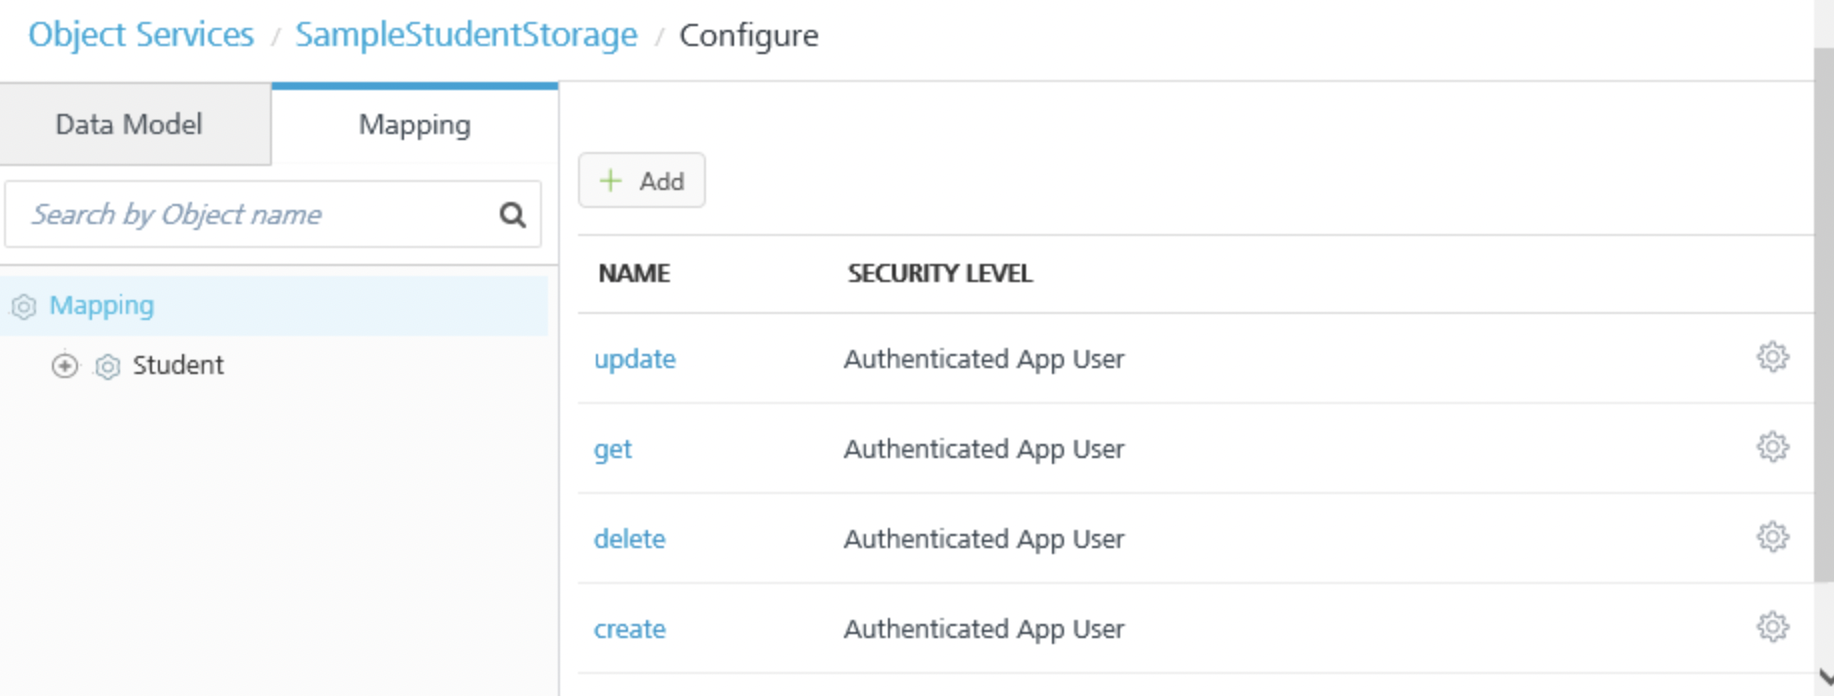 Object Services / SampleStudentStorage / Configure
Data Model
Mapping
+ Add
Search by Object name
NAME SECURITY LEVEL
Mapping
Student
update Authenticated App User
get Authenticated App User
delete Authenticated App User
create Authenticated App User